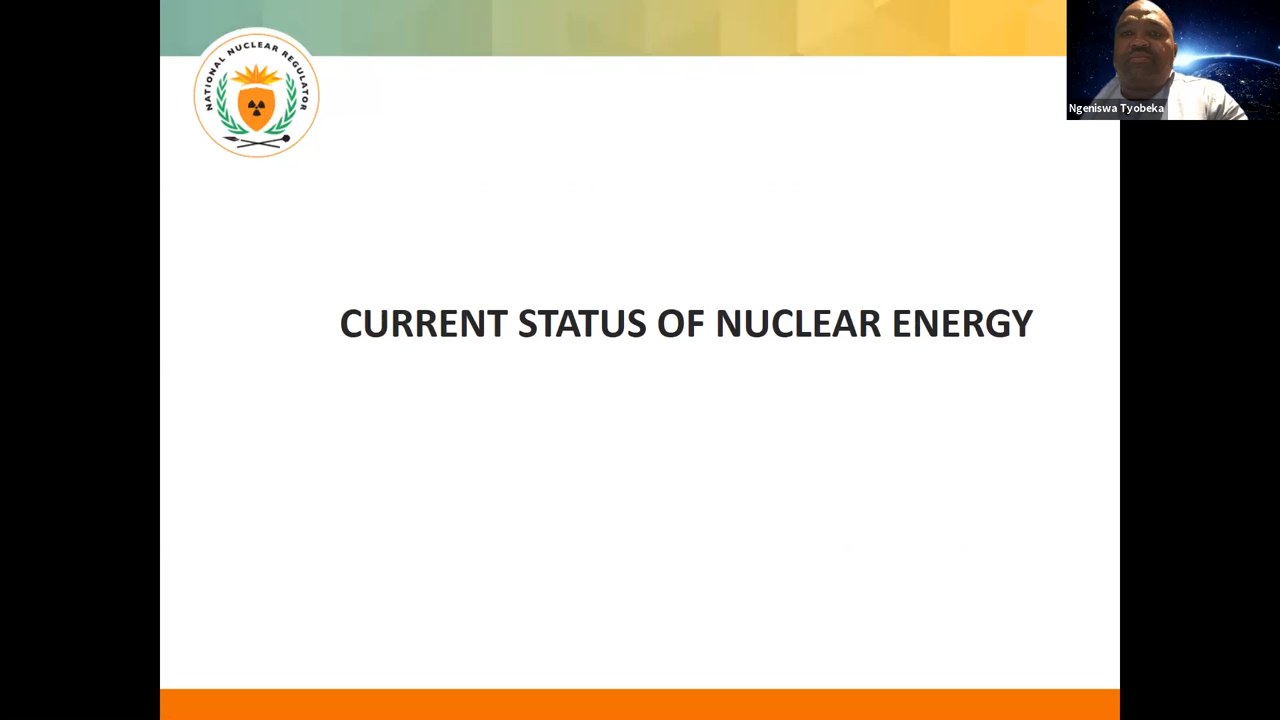 NATIONAL NUCLEAR REGULATOR
Ngeniswa Tyobeka
CURRENT STATUS OF NUCLEAR ENERGY